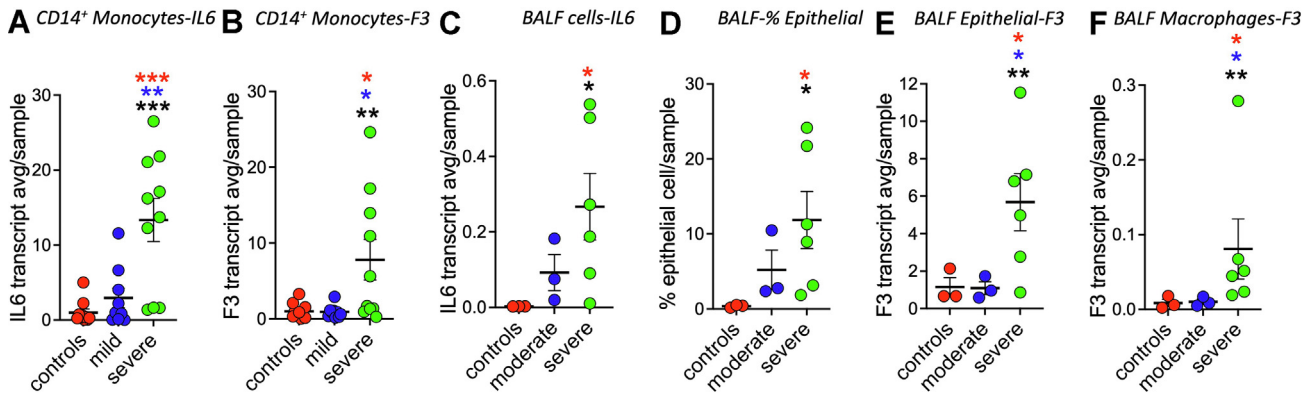 A CD14+ Monocytes-IL6
***
**
***
IL6 transcript avg/sample
30
20
10
0
controls
mild
severe
B CD14+ Monocytes-F3
*
*
**
F3 transcript avg/sample
30
20
10
0
controls
mild
severe
C BALF cells-IL6
*
*
IL6 transcript avg/sample
0.6
0.4
0.2
0.0
controls
moderate
severe
D BALF-% Epithelial
*
*
% epithelial cell/sample
30
20
10
0
controls
moderate
severe
E BALF Epithelial-F3
*
*
**
F3 transcript avg/sample
12
10
8
6
4
2
0
controls
moderate
severe
F BALF Macrophages-F3
*
*
**
F3 transcript avg/sample
0.3
0.2
0.1
0.0
controls
moderate
severe